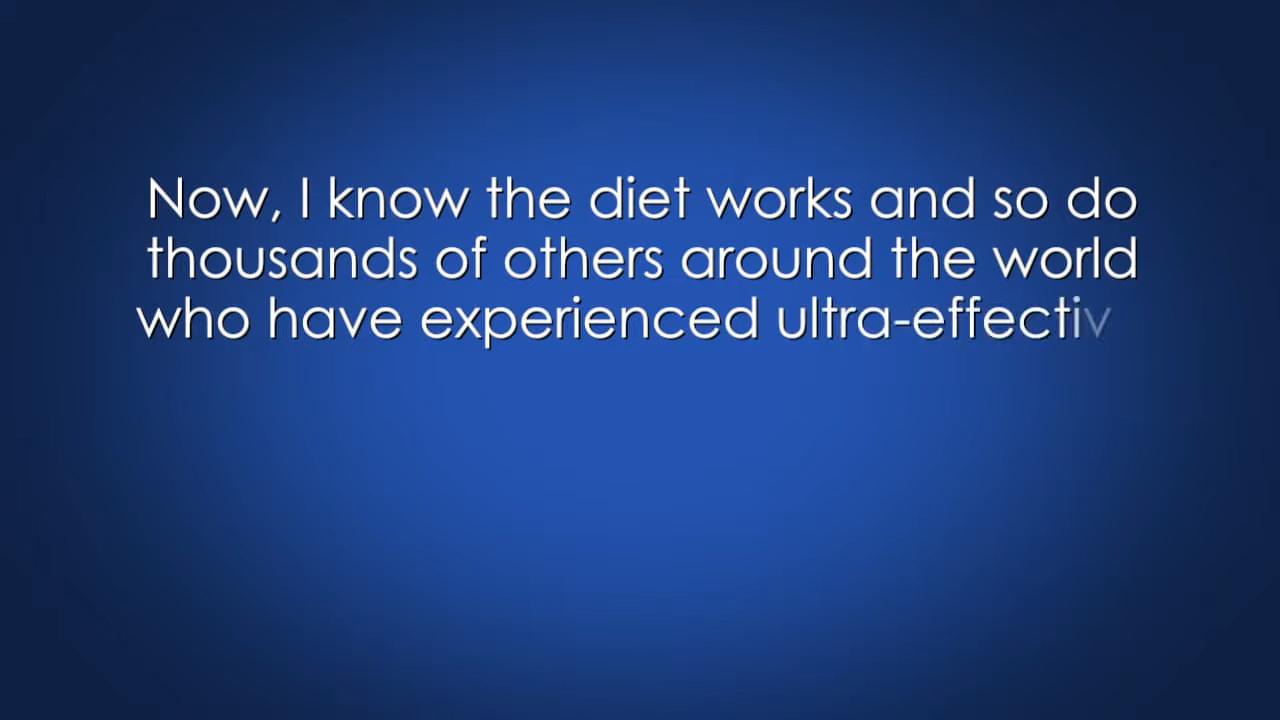 Now, I know the diet works and so do
thousands of others around the world
who have experienced ultra-effectiv